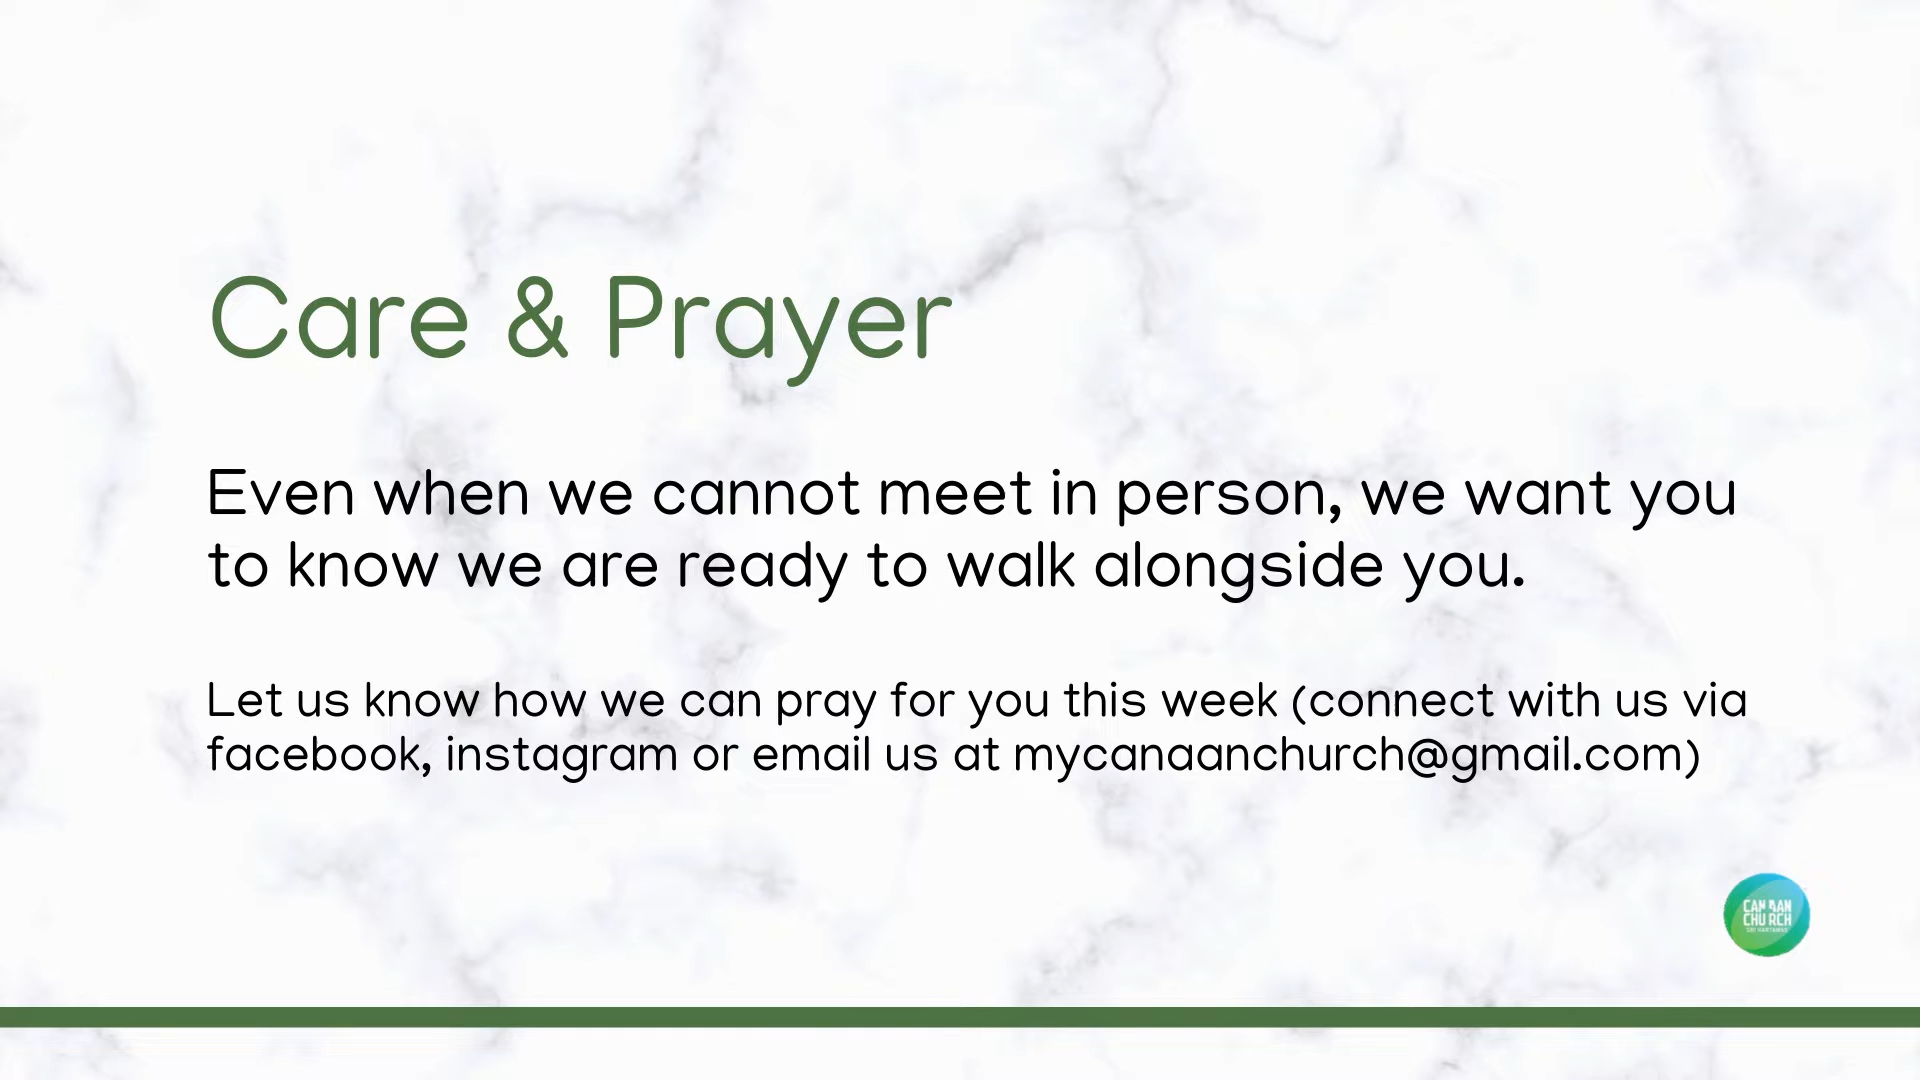 Care & Prayer
Even when we cannot meet in person, we want you
to know we are ready to walk alongside you.
Let us know how we can pray for you this week (connect with us via
facebook, instagram or email us at mycanaanchurch@gmail.com)
CANAAN
CHURCH